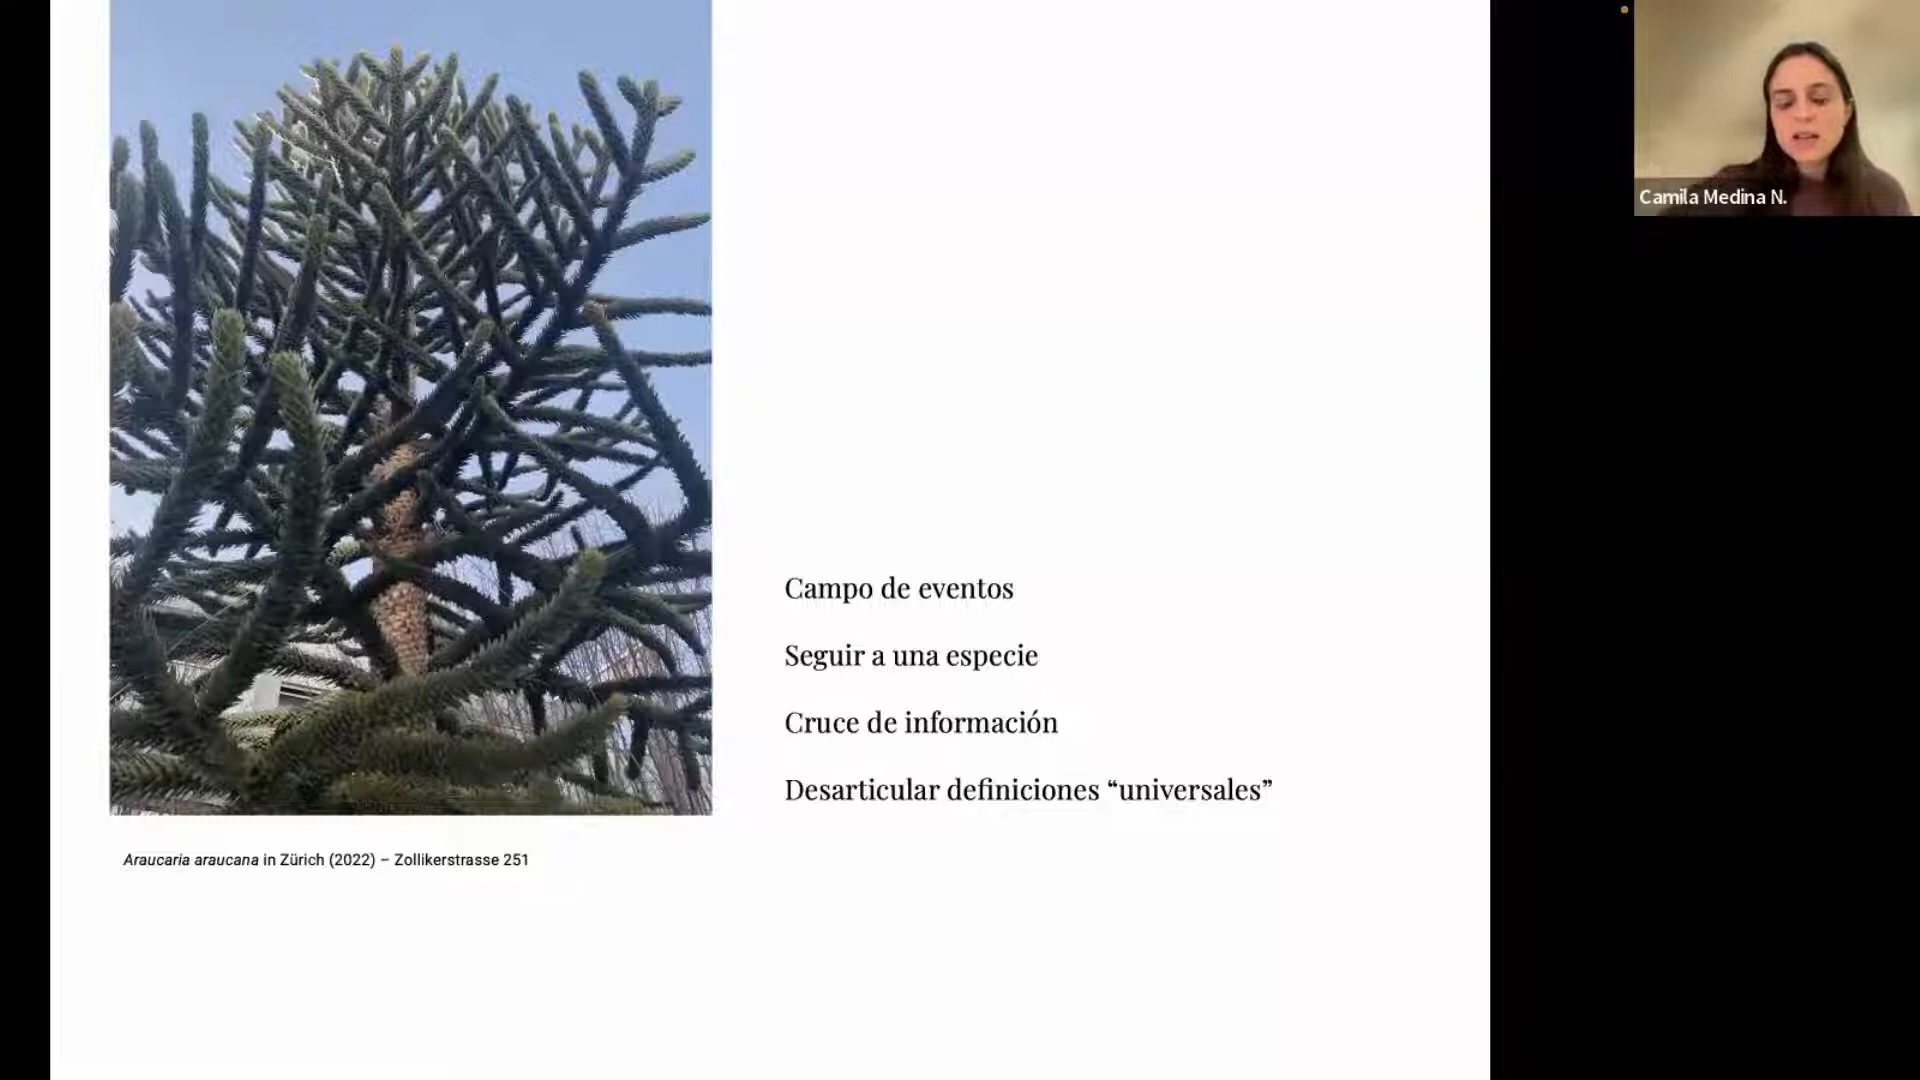 Camila Medina N.
Campo de eventos
Seguir a una especie
Cruce de información
Desarticular definiciones “universales”
Araucaria araucana in Zürich (2022) – Zollikerstrasse 251